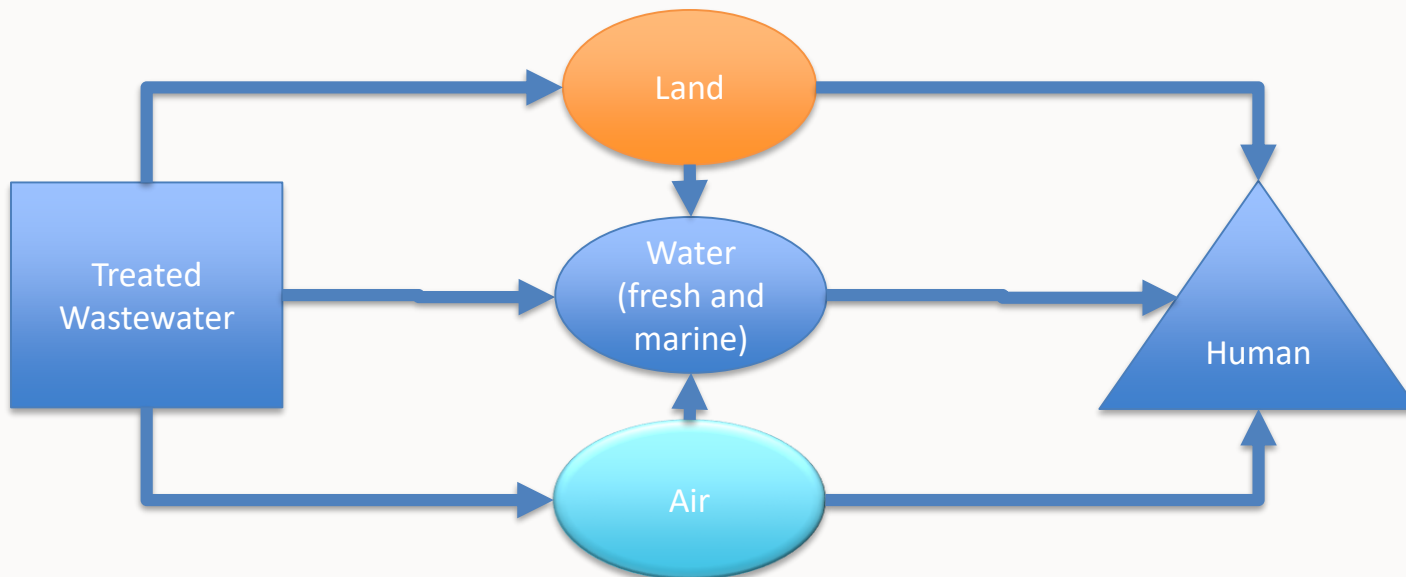 Land
Treated
Wastewater
Water
(fresh and
marine)
Human
Air